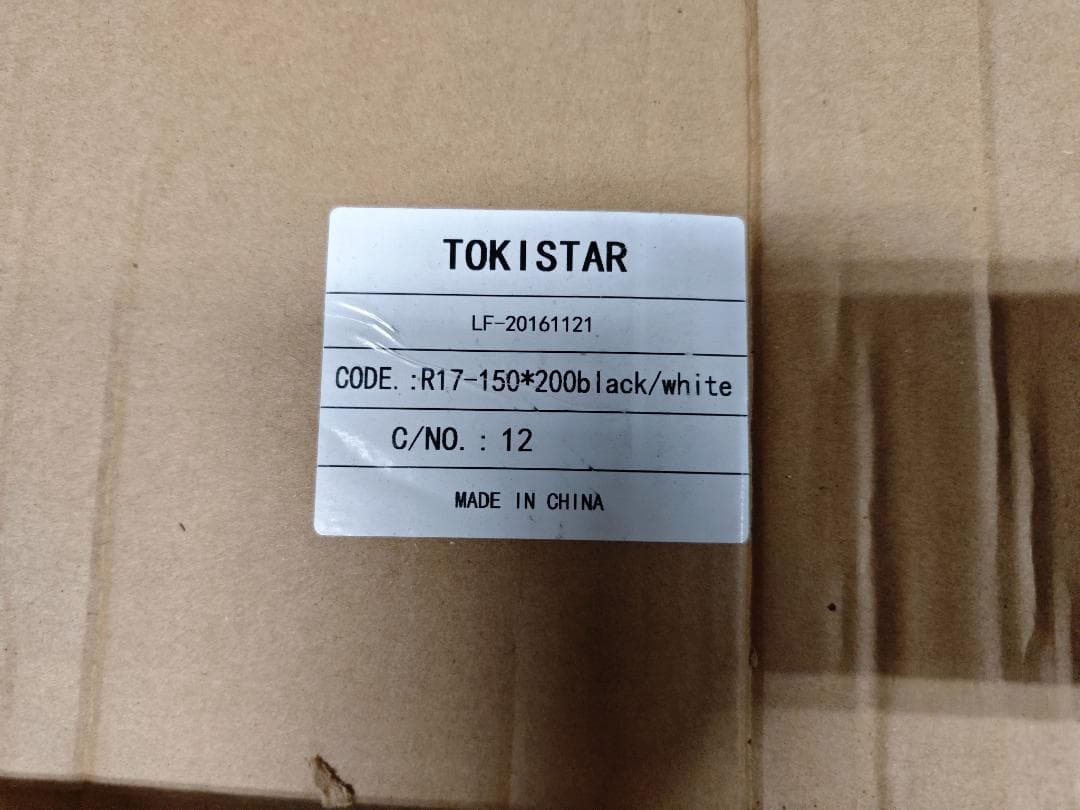 TOKISTAR
LF-20161121
CODE.:R17-150*200black/white
C/NO.: 12
MADE IN CHINA